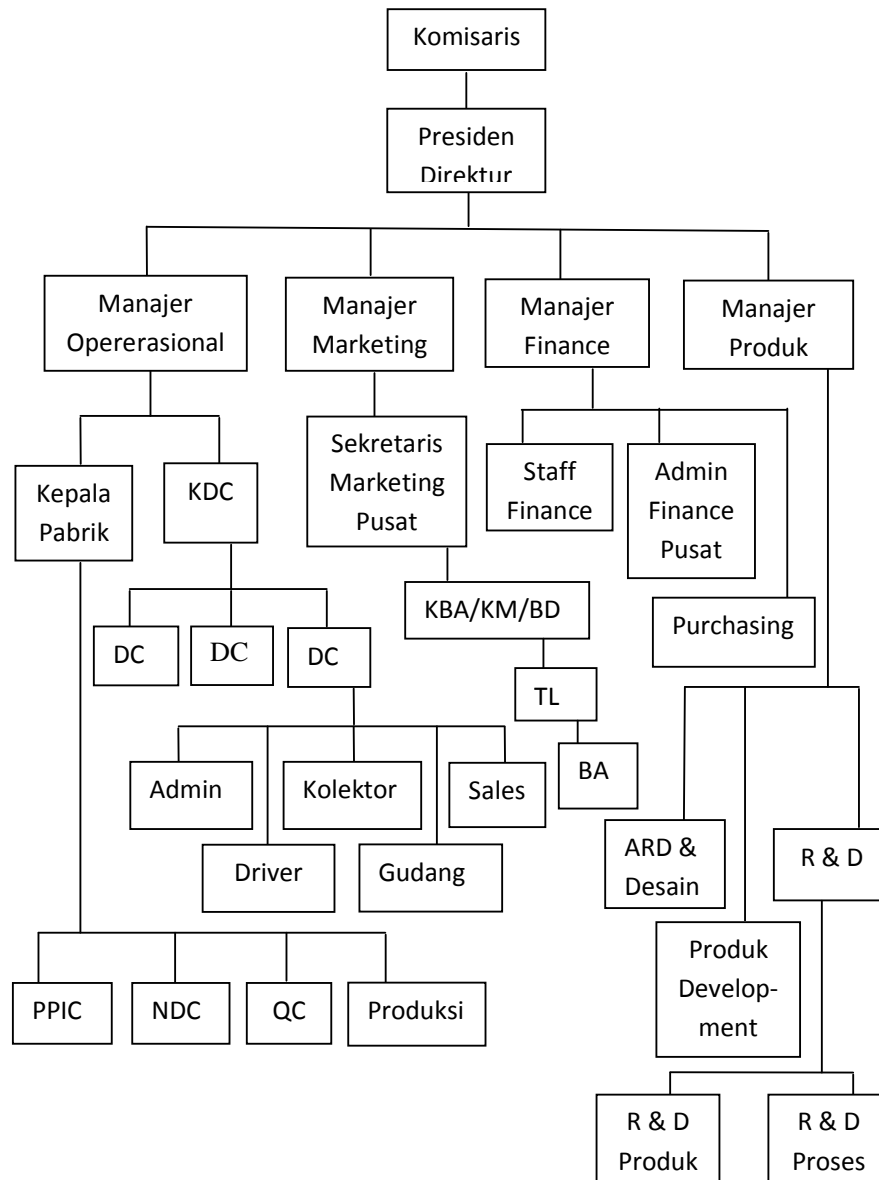 Komisaris
Presiden
Direktur
Manajer
Opererasional
Manajer
Marketing
Manajer
Finance
Manajer
Produk
Kepala
Pabrik
KDC
Sekretaris
Marketing
Pusat
Staff
Finance
Admin
Finance
Pusat
KBA/KM/BD
Purchasing
DC
DC
DC
TL
BA
Admin
Kolektor
Sales
Driver
Gudang
ARD &
Desain
R & D
Produk
Develop-
ment
PPIC
NDC
QC
Produksi
R & D
Produk
R & D
Proses